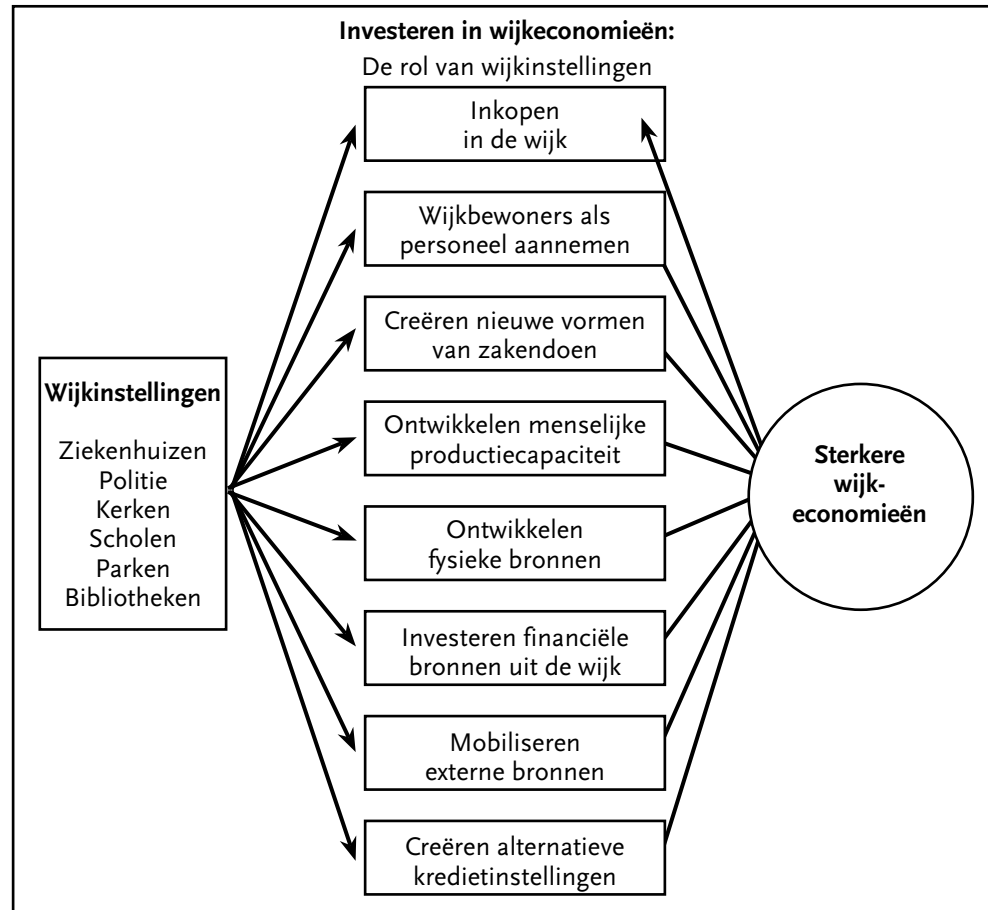 Investeren in wijkeconomieën:
De rol van wijkinstellingen
Inkopen
in de wijk
Wijkbewoners als
personeel aannemen
Creëren nieuwe vormen
van zakendoen
Wijkinstellingen
Ziekenhuizen
Politie
Kerken
Scholen
Parken
Bibliotheken
Ontwikkelen menselijke
productiecapaciteit
Ontwikkelen
fysieke bronnen
Investeren financiële
bronnen uit de wijk
Mobiliseren
externe bronnen
Creëren alternatieve
kredietinstellingen
Sterkere
wijk-
economieën